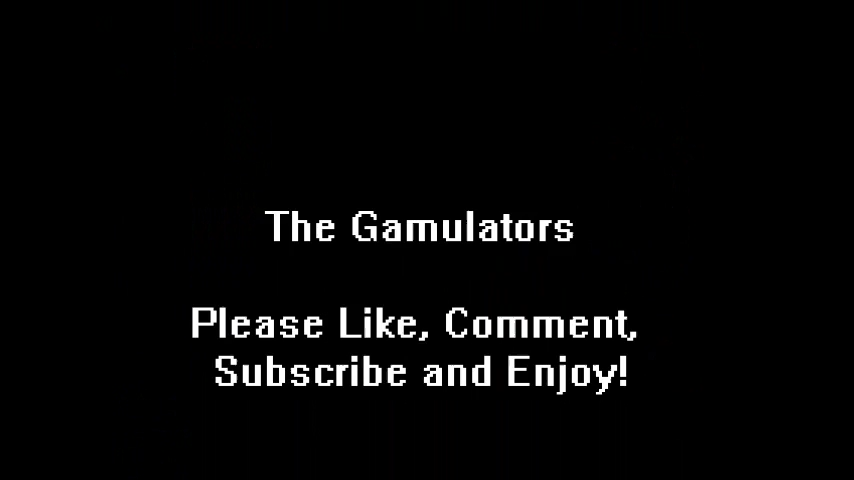 The Gamulators
Please Like, Comment,
Subscribe and Enjoy!